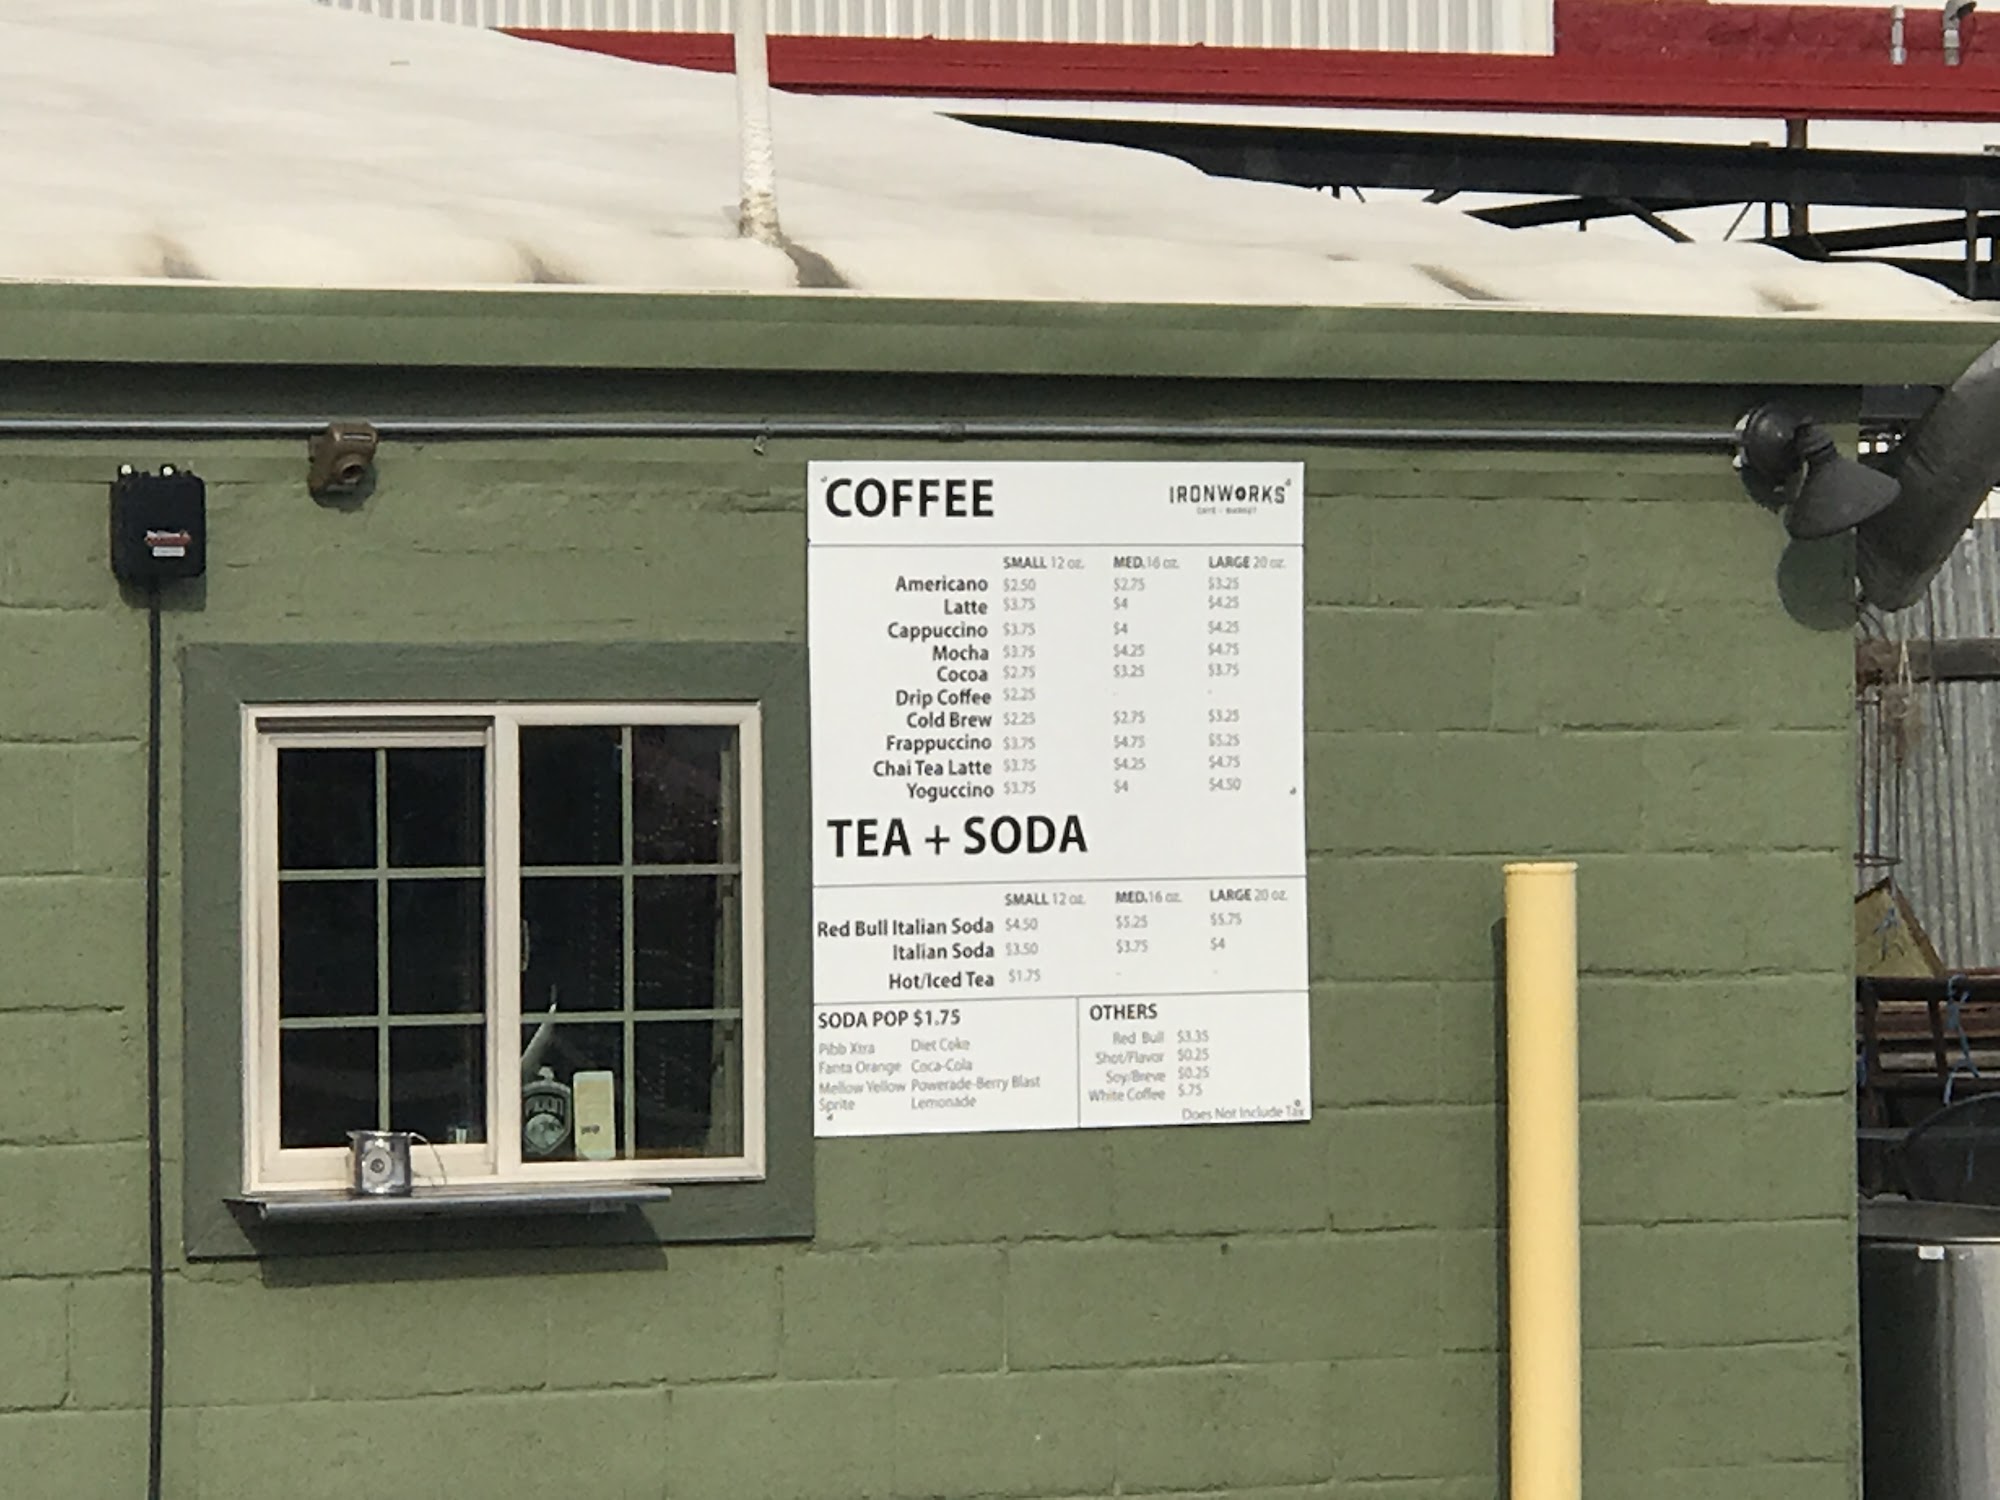 COFFEE
IRONWORKS
CAFE + MARKET
SMALL 12 oz. MED. 16 oz. LARGE 20 oz.
Americano $2.50 $2.75 $3.25
Latte $3.75 $4 $4.25
Cappuccino $3.75 $4 $4.25
Mocha $3.75 $4.25 $4.75
Cocoa $2.75 $3.25 $3.75
Drip Coffee $2.25 - -
Cold Brew $2.25 $2.75 $3.25
Frappuccino $3.75 $4.75 $5.25
Chai Tea Latte $3.75 $4.25 $4.75
Yoguccino $3.75 $4 $4.50
TEA + SODA
SMALL 12 oz. MED. 16 oz. LARGE 20 oz.
Red Bull Italian Soda $4.50 $5.25 $5.75
Italian Soda $3.50 $3.75 $4
Hot/Iced Tea $1.75 - -
SODA POP $1.75
Pibb Xtra Diet Coke
Fanta Orange Coca-Cola
Mellow Yellow Powerade-Berry Blast
Sprite Lemonade
OTHERS
Red Bull $3.35
Shot/Flavor $0.25
Soy/Breve $0.25
White Coffee $.75
Does Not Include Tax